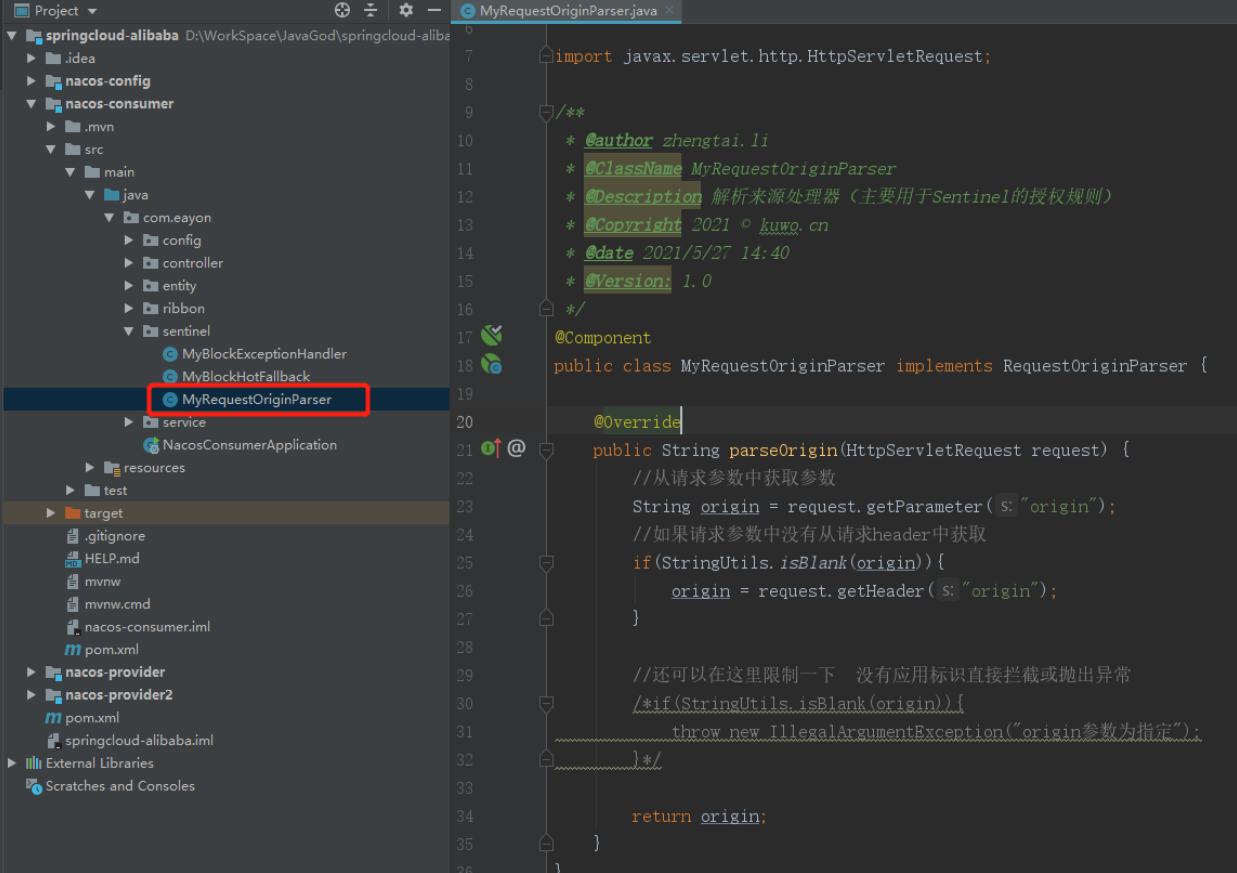 Project
springcloud-alibaba D:\WorkSpace\JavaGod\springcloud-aliba
.idea
nacos-config
nacos-consumer
.mvn
src
main
java
com.eayon
config
controller
entity
ribbon
sentinel
MyBlockExceptionHandler
MyBlockHotFallback
MyRequestOriginParser
service
NacosConsumerApplication
resources
test
target
.gitignore
HELP.md
mvnw
mvnw.cmd
nacos-consumer.iml
pom.xml
nacos-provider
nacos-provider2
pom.xml
springcloud-alibaba.iml
External Libraries
Scratches and Consoles
MyRequestOriginParser.java
6
7 import javax.servlet.http.HttpServletRequest;
8
9 /**
10 * @author zhengtai.li
11 * @ClassName MyRequestOriginParser
12 * @Description 解析来源处理器（主要用于Sentinel的授权规则）
13 * @Copyright 2021 © kuwo.cn
14 * @date 2021/5/27 14:40
15 * @Version: 1.0
16 */
17 @Component
18 public class MyRequestOriginParser implements RequestOriginParser {
19
20 @Override
21 @ public String parseOrigin(HttpServletRequest request) {
22 //从请求参数中获取参数
23 String origin = request.getParameter( s: "origin");
24 //如果请求参数中没有从请求header中获取
25 if(StringUtils.isBlank(origin)){
26 origin = request.getHeader( s: "origin");
27 }
28
29 //还可以在这里限制一下 没有应用标识直接拦截或抛出异常
30 /*if(StringUtils.isBlank(origin)){
31 throw new IllegalArgumentException("origin参数为指定");
32 }*/
33
34 return origin;
35 }
36 }